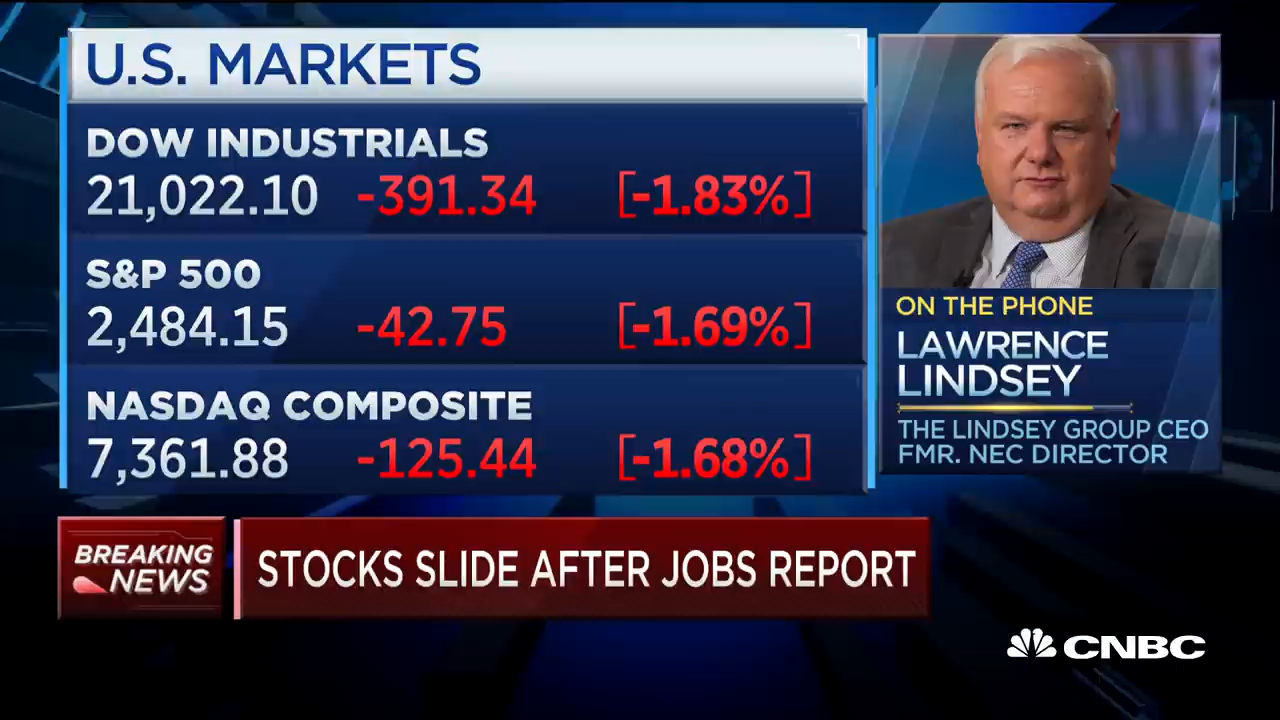 U.S. MARKETS
DOW INDUSTRIALS
21,022.10 -391.34 [-1.83%]
S&P 500
2,484.15 -42.75 [-1.69%]
NASDAQ COMPOSITE
7,361.88 -125.44 [-1.68%]
ON THE PHONE
LAWRENCE
LINDSEY
THE LINDSEY GROUP CEO
FMR. NEC DIRECTOR
BREAKING
NEWS
STOCKS SLIDE AFTER JOBS REPORT
CNBC